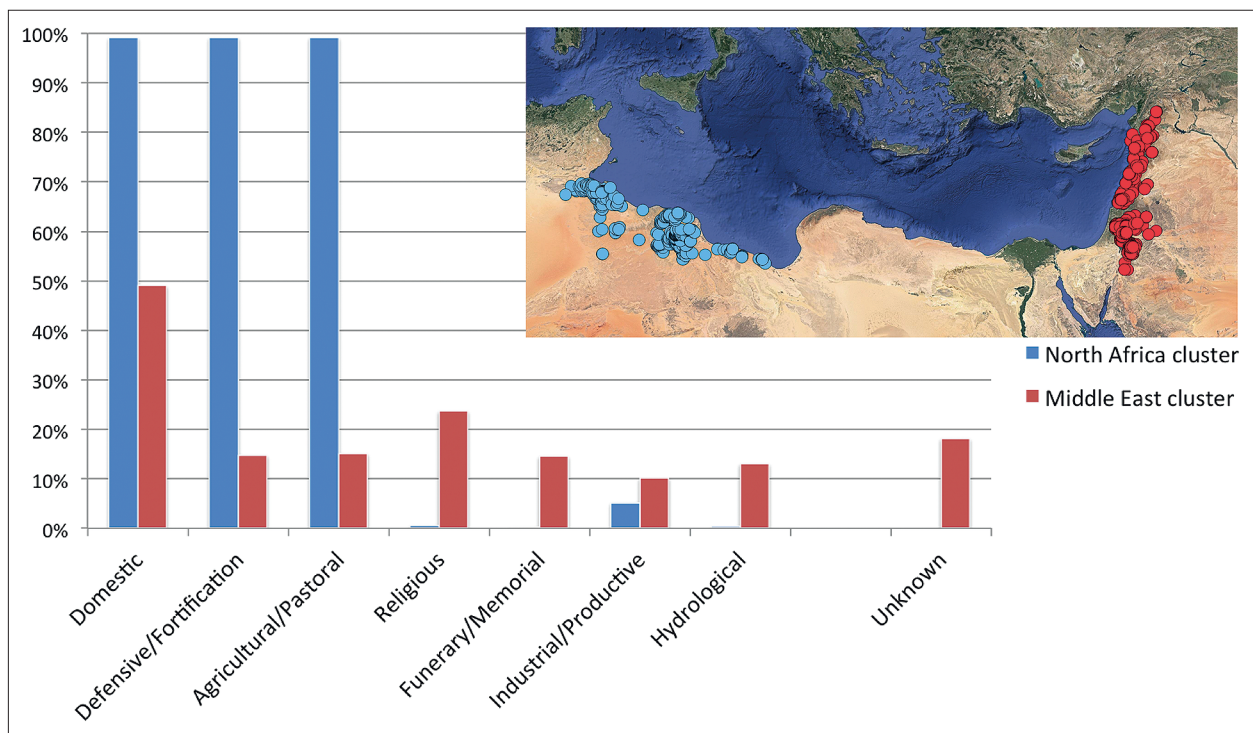 100%
90%
80%
70%
60%
50%
40%
30%
20%
10%
0%
Domestic
Defensive/Fortification
Agricultural/Pastoral
Religious
Funerary/Memorial
Industrial/Productive
Hydrological
Unknown
North Africa cluster
Middle East cluster